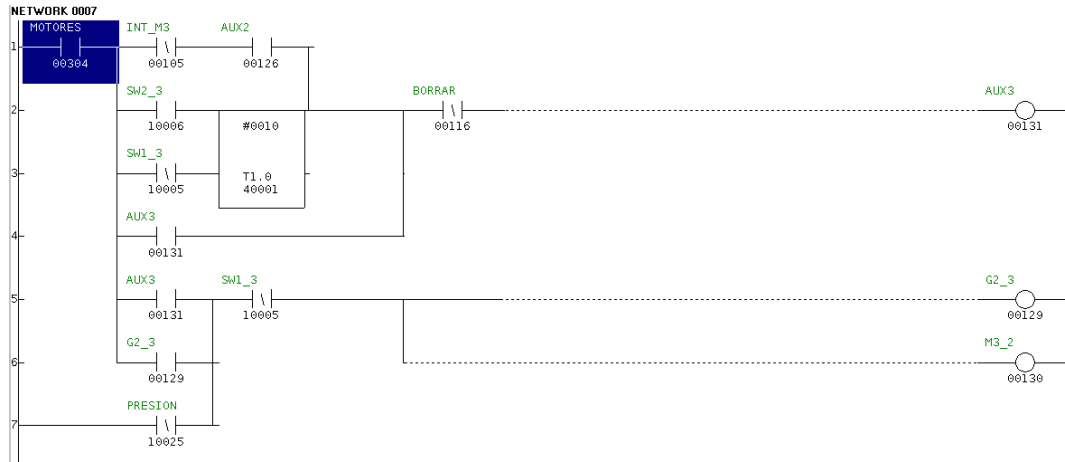 NETWORK 0007
MOTORES INT_M3 AUX2
1
00304 00105 00126
SW2_3 BORRAR AUX3
2
10006 #0010 00116 00131
SW1_3
3
10005 T1.0
40001
AUX3
4
00131
AUX3 SW1_3 G2_3
5
00131 10005 00129
G2_3 M3_2
6
00129 00130
PRESION
7
10025